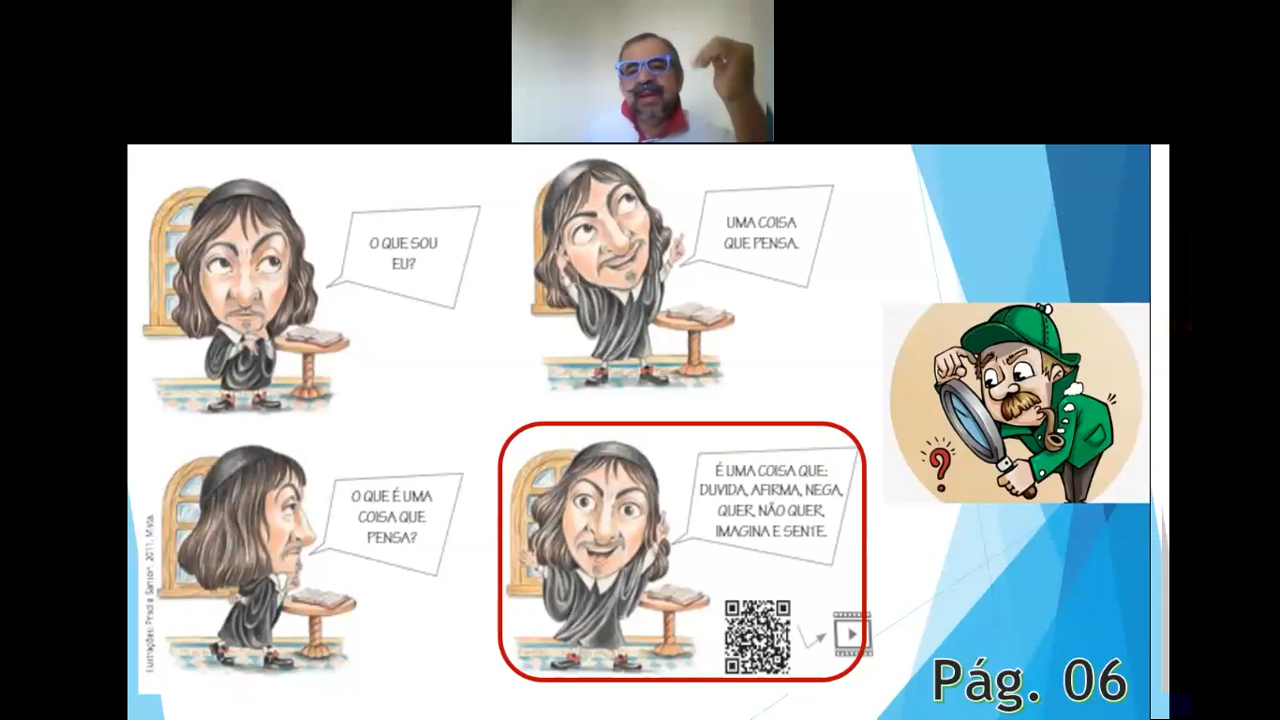 O QUE SOU
EU?
UMA COISA
QUE PENSA.
O QUE É UMA
COISA QUE
PENSA?
É UMA COISA QUE:
DUVIDA, AFIRMA, NEGA,
QUER, NÃO QUER,
IMAGINA E SENTE.
?
Pág. 06